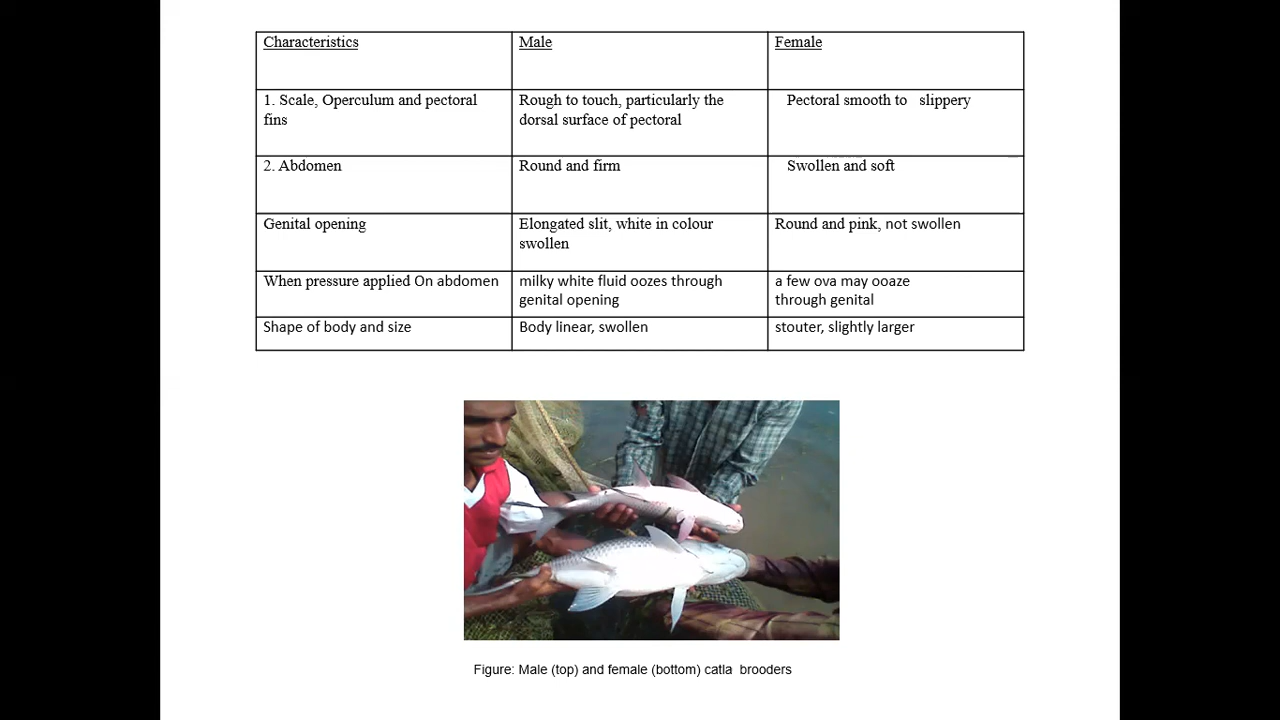 Characteristics
Male
Female
1. Scale, Operculum and pectoral
fins
Rough to touch, particularly the
dorsal surface of pectoral
Pectoral smooth to slippery
2. Abdomen
Round and firm
Swollen and soft
Genital opening
Elongated slit, white in colour
swollen
Round and pink, not swollen
When pressure applied On abdomen
milky white fluid oozes through
genital opening
a few ova may ooaze
through genital
Shape of body and size
Body linear, swollen
stouter, slightly larger
Figure: Male (top) and female (bottom) catla brooders